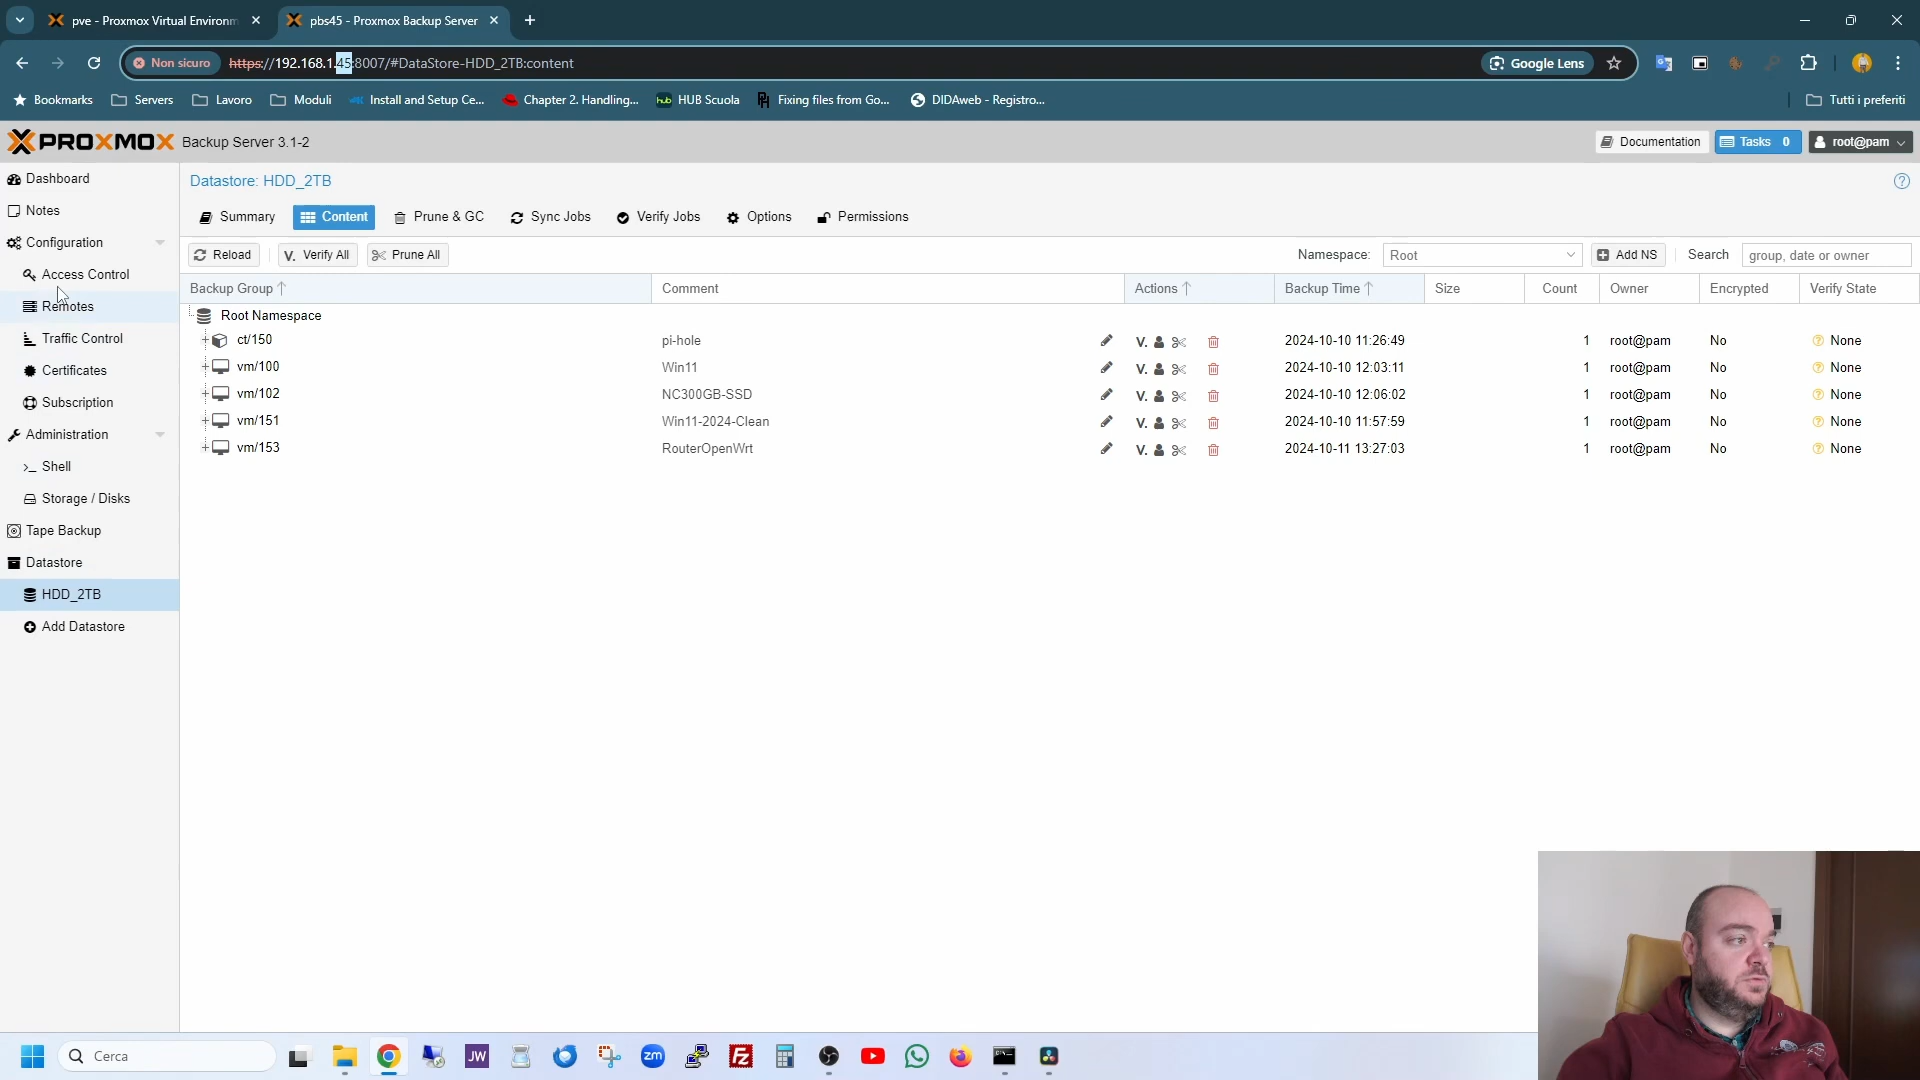 pve - Proxmox Virtual Environm
pbs45 - Proxmox Backup Server
Non sicuro
https://192.168.1.45:8007/#DataStore-HDD_2TB:content
Google Lens
Bookmarks
Servers
Lavoro
Moduli
Install and Setup Ce...
Chapter 2. Handling...
HUB Scuola
Fixing files from Go...
DIDAweb - Registro...
Tutti i preferiti
PROXMOX Backup Server 3.1-2
Documentation
Tasks 0
root@pam
Dashboard
Notes
Configuration
Access Control
Remotes
Traffic Control
Certificates
Subscription
Administration
Shell
Storage / Disks
Tape Backup
Datastore
HDD_2TB
Add Datastore
Datastore: HDD_2TB
Summary Content Prune & GC Sync Jobs Verify Jobs Options Permissions
Reload V. Verify All Prune All Namespace: Root Add NS Search group, date or owner
Backup Group Comment Actions Backup Time Size Count Owner Encrypted Verify State
Root Namespace
ct/150 pi-hole V. 2024-10-10 11:26:49 1 root@pam No None
vm/100 Win11 V. 2024-10-10 12:03:11 1 root@pam No None
vm/102 NC300GB-SSD V. 2024-10-10 12:06:02 1 root@pam No None
vm/151 Win11-2024-Clean V. 2024-10-10 11:57:59 1 root@pam No None
vm/153 RouterOpenWrt V. 2024-10-11 13:27:03 1 root@pam No None
Cerca
JW
zm
FZ